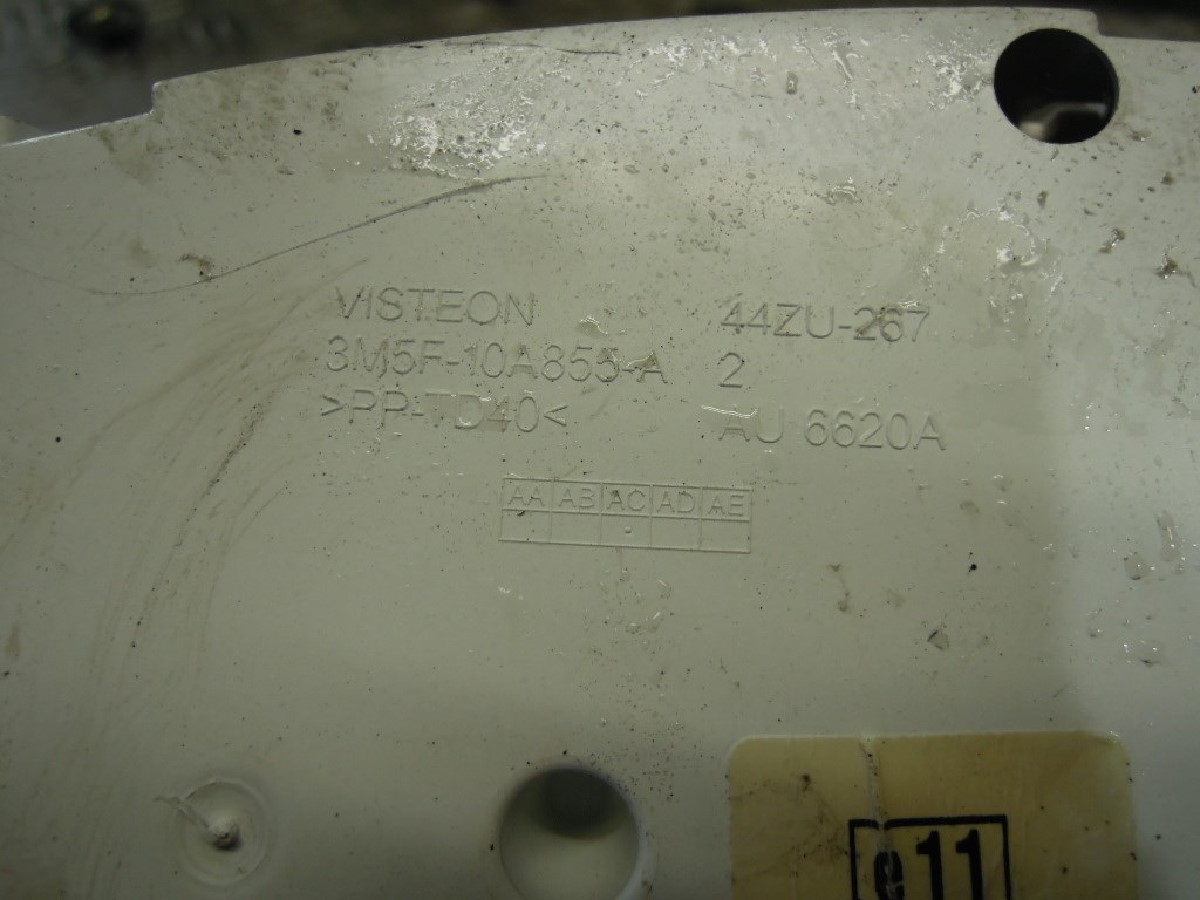 VISTEON
3M5F-10A855-A
>PP-TD40<
44ZU-267
2
AU 6620A
AA AB AC AD AE
e11